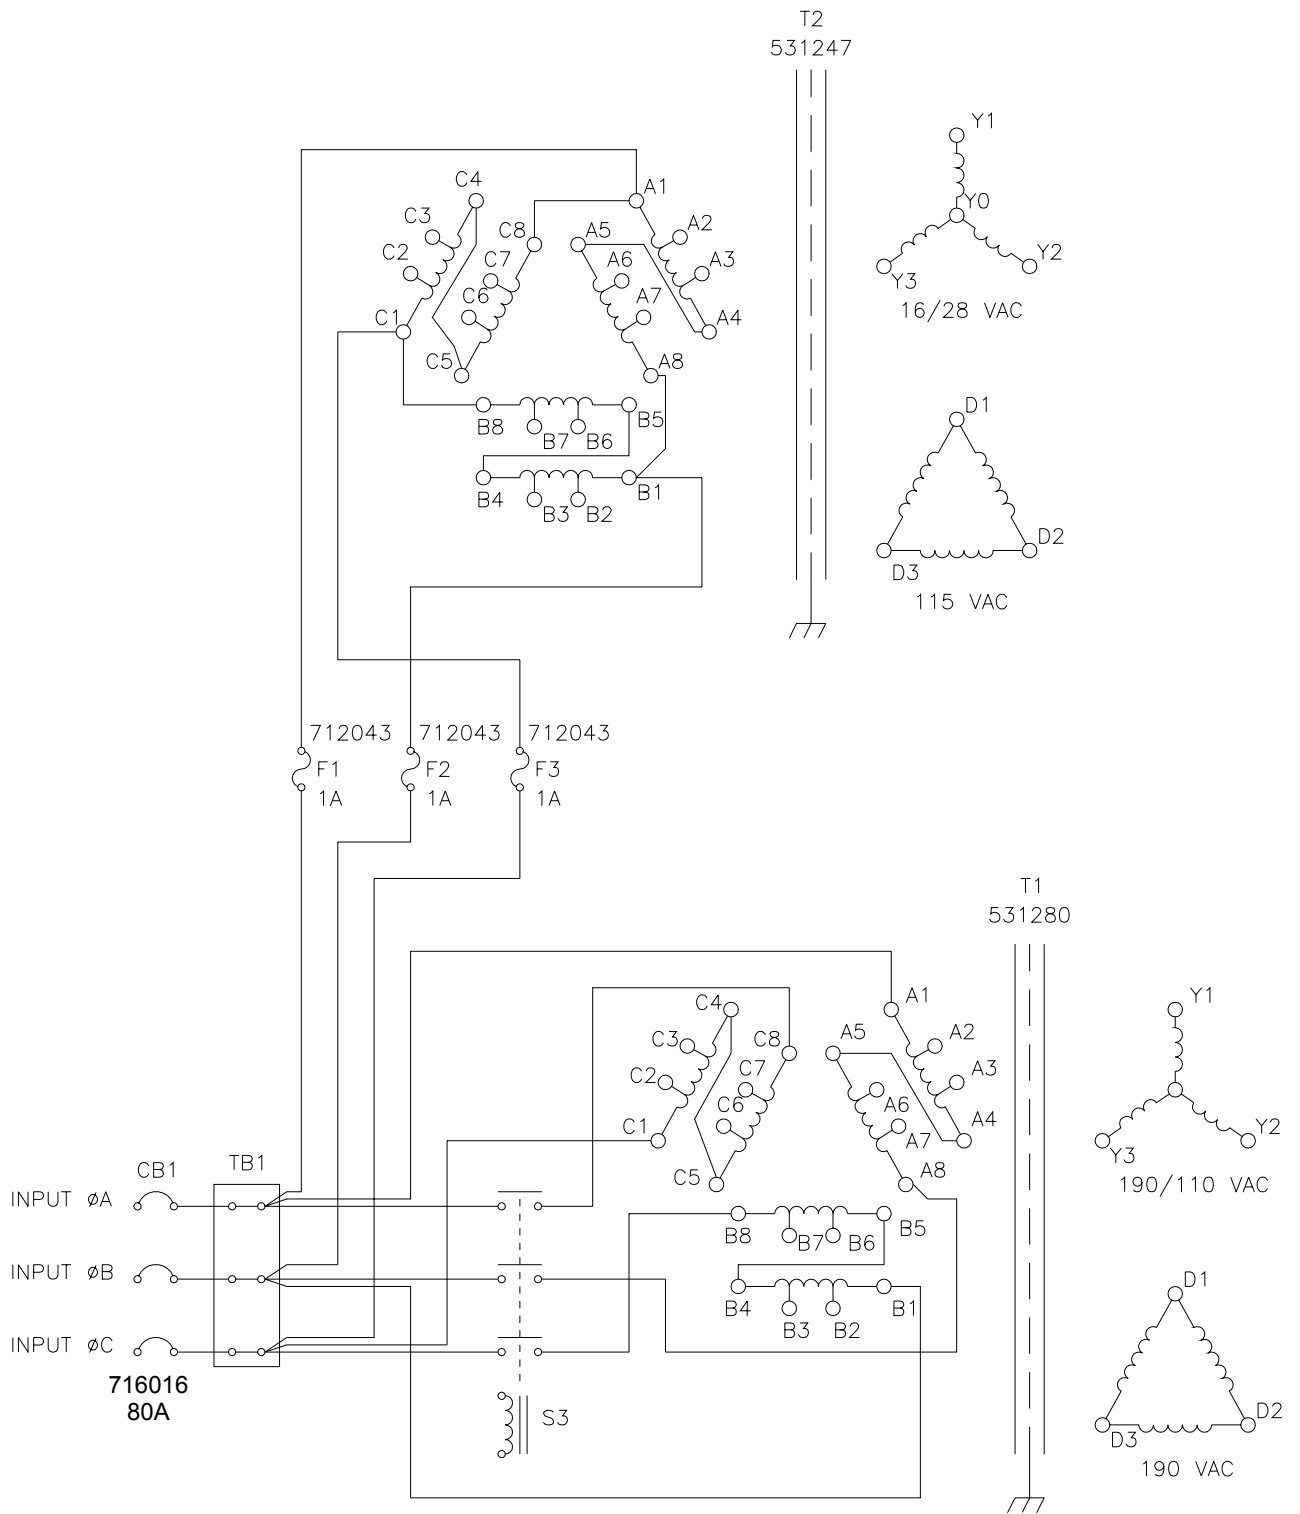 T2
531247
Y1
Y0
Y2
Y3
16/28 VAC
C4
A1
C3
C8
A5
A2
C2
C7
A6
A3
C6
A7
C1
A4
C5
A8
B8
B7
B6
B5
B4
B3
B2
B1
D1
D2
D3
115 VAC
712043
712043
712043
F1
F2
F3
1A
1A
1A
T1
531280
Y1
Y2
Y3
190/110 VAC
C4
A1
C3
C8
A5
A2
C2
C7
A6
A3
C6
A7
C1
A4
C5
A8
B8
B7
B6
B5
B4
B3
B2
B1
D1
D2
D3
190 VAC
CB1
TB1
INPUT øA
INPUT øB
INPUT øC
716016
80A
S3